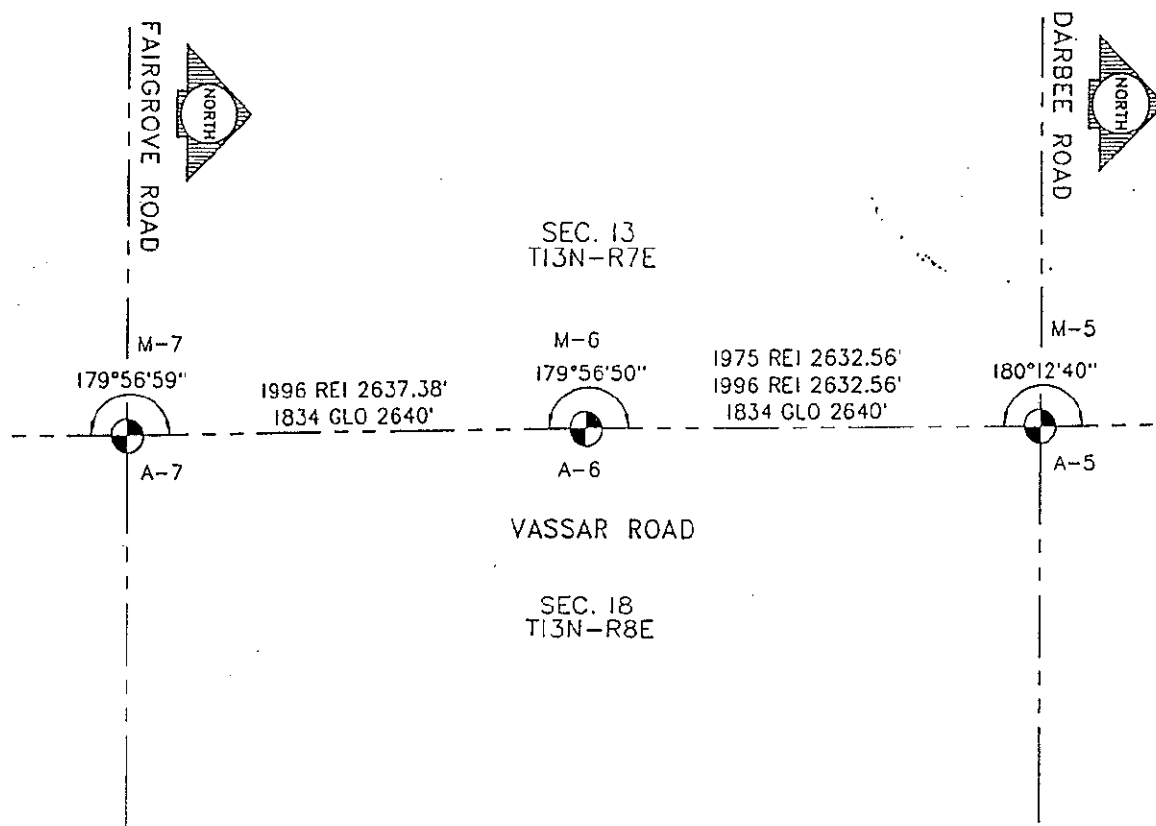 FAIRGROVE ROAD
NORTH
DARBEE ROAD
NORTH
SEC. 13
T13N-R7E
M-7
179°56'59"
1996 REI 2637.38'
1834 GLO 2640'
M-6
179°56'50"
1975 REI 2632.56'
1996 REI 2632.56'
1834 GLO 2640'
M-5
180°12'40"
A-7
A-6
A-5
VASSAR ROAD
SEC. 18
T13N-R8E